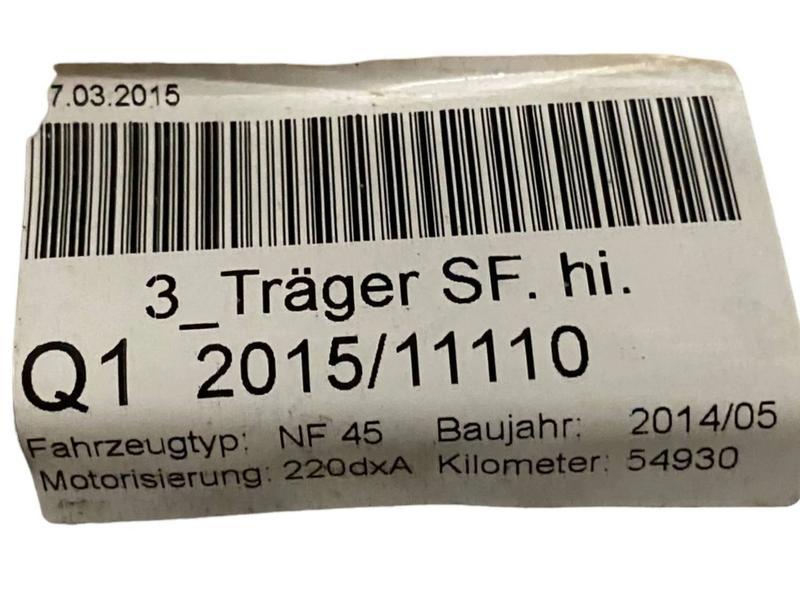 7.03.2015
3_Träger SF. hi.
Q1 2015/11110
Fahrzeugtyp: NF 45 Baujahr: 2014/05
Motorisierung: 220dxA Kilometer: 54930